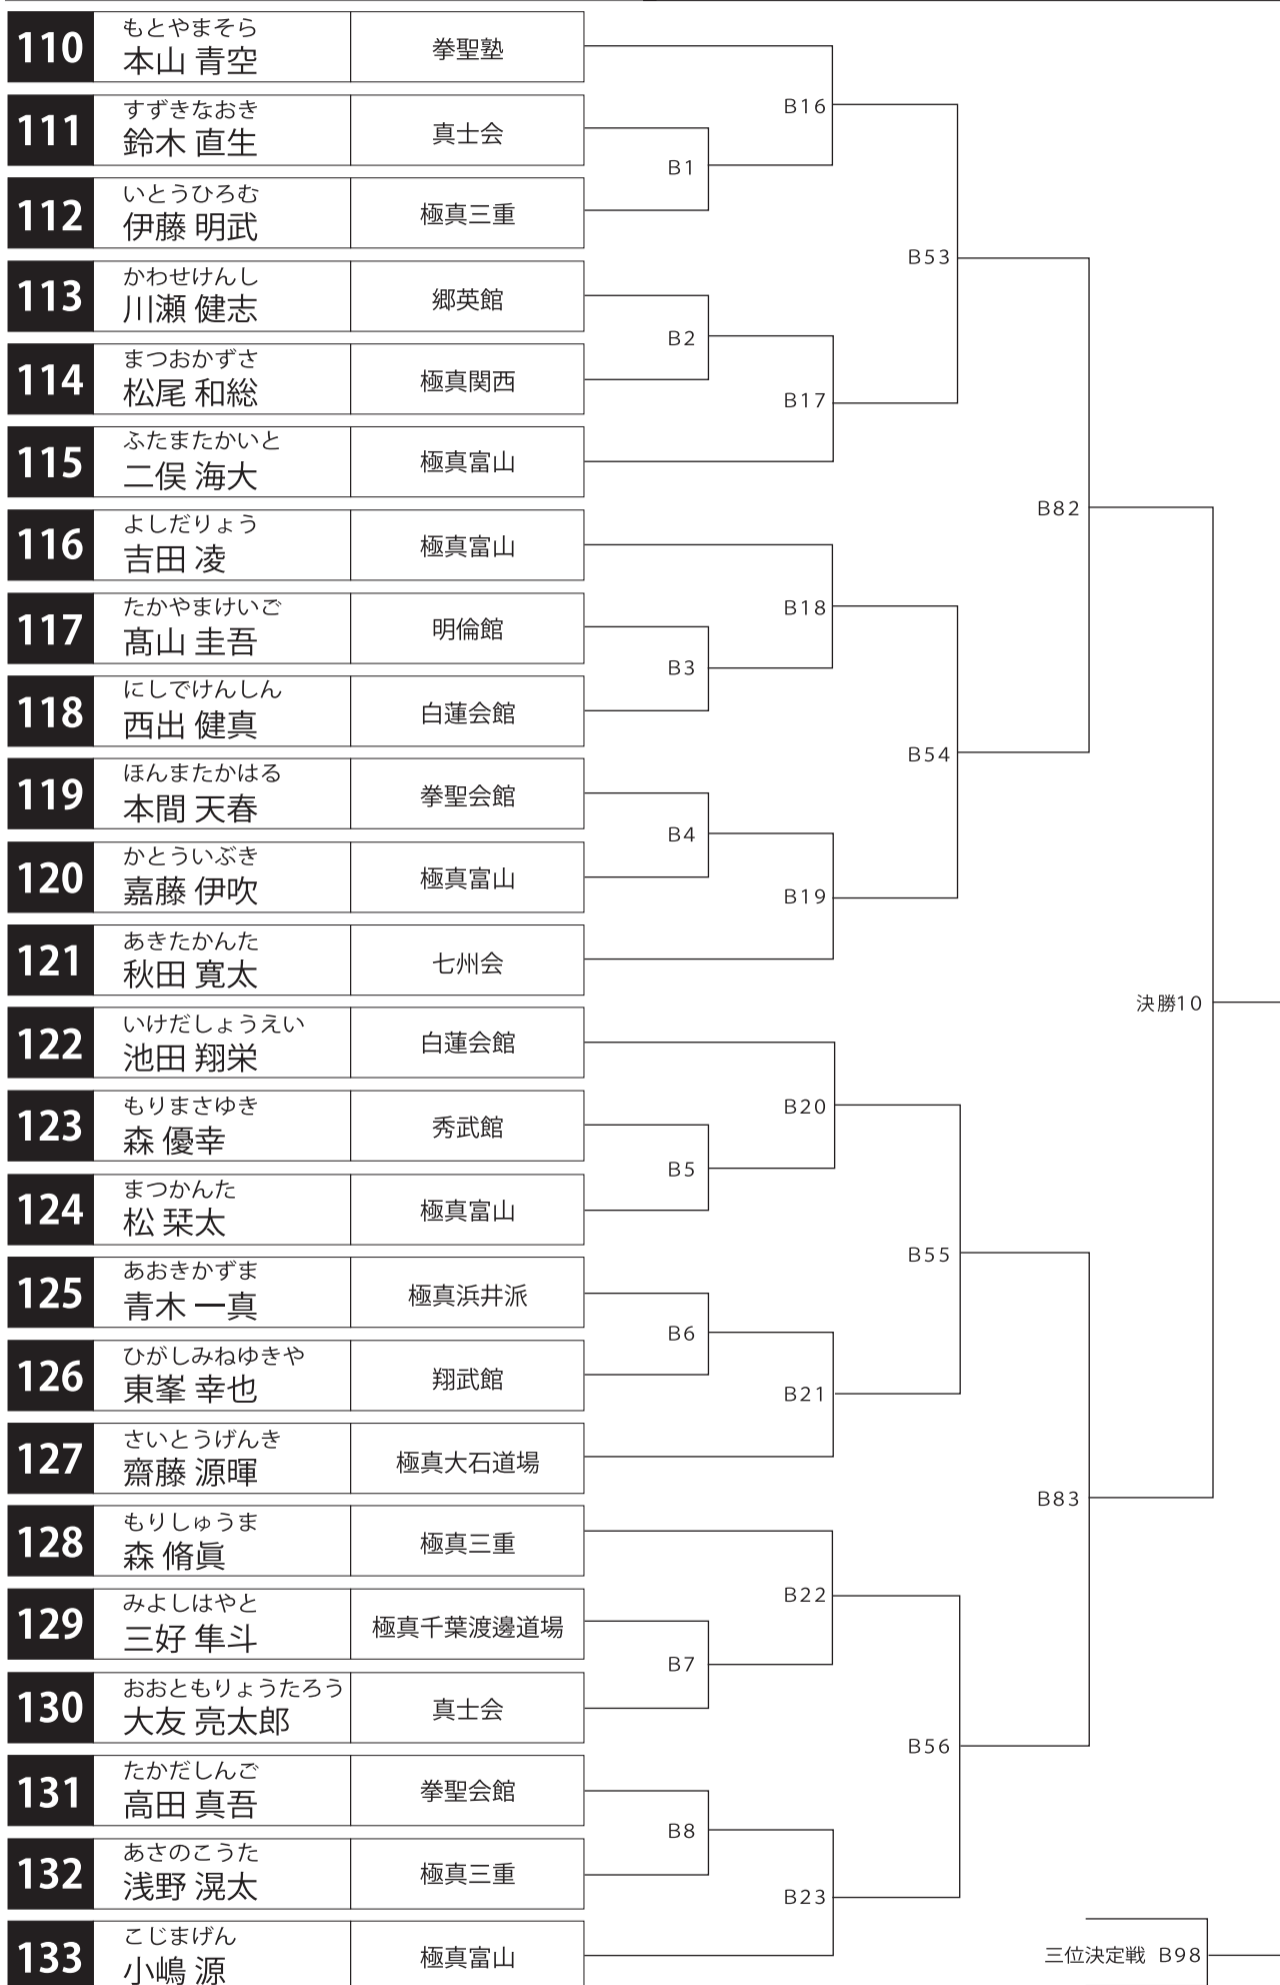 110
もとやまそら
本山 青空
拳聖塾
111
すずきなおき
鈴木 直生
真士会
112
いとうひろむ
伊藤 明武
極真三重
113
かわせけんし
川瀬 健志
郷英館
114
まつおかずさ
松尾 和総
極真関西
115
ふたまたかいと
二俣 海大
極真富山
116
よしだりょう
吉田 凌
極真富山
117
たかやまけいご
髙山 圭吾
明倫館
118
にしでけんしん
西出 健真
白蓮会館
119
ほんまたかはる
本間 天春
拳聖会館
120
かとういぶき
嘉藤 伊吹
極真富山
121
あきたかんた
秋田 寛太
七州会
122
いけだしょうえい
池田 翔栄
白蓮会館
123
もりまさゆき
森 優幸
秀武館
124
まつかんた
松 栞太
極真富山
125
あおきかずま
青木 一真
極真浜井派
126
ひがしみねゆきや
東峯 幸也
翔武館
127
さいとうげんき
齋藤 源暉
極真大石道場
128
もりしゅうま
森 脩眞
極真三重
129
みよしはやと
三好 隼斗
極真千葉渡邊道場
130
おおともりょうたろう
大友 亮太郎
真士会
131
たかだしんご
高田 真吾
拳聖会館
132
あさのこうた
浅野 滉太
極真三重
133
こじまげん
小嶋 源
極真富山
B1
B2
B3
B4
B5
B6
B7
B8
B16
B17
B18
B19
B20
B21
B22
B23
B53
B54
B55
B56
B82
B83
決勝10
三位決定戦 B98